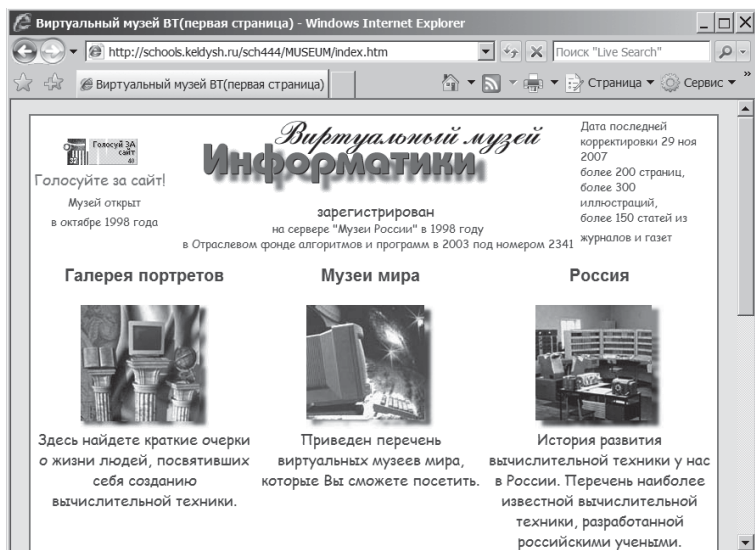 Виртуальный музей ВТ(первая страница) - Windows Internet Explorer
http://schools.keldysh.ru/sch444/MUSEUM/index.htm
Поиск "Live Search"
Виртуальный музей ВТ(первая страница)
Страница
Сервис
»
Голосуй ЗА
сайт
Голосуйте за сайт!
Музей открыт
в октябре 1998 года
Виртуальный музей
Информатики
зарегистрирован
на сервере "Музеи России" в 1998 году
в Отраслевом фонде алгоритмов и программ в 2003 под номером 2341
Дата последней
корректировки 29 ноя
2007
более 200 страниц,
более 300
иллюстраций,
более 150 статей из
журналов и газет
Галерея портретов
Здесь найдете краткие очерки
о жизни людей, посвятивших
себя созданию
вычислительной техники.
Музеи мира
Приведен перечень
виртуальных музеев мира,
которые Вы сможете посетить.
Россия
История развития
вычислительной техники у нас
в России. Перечень наиболее
известной вычислительной
техники, разработанной
российскими учеными.